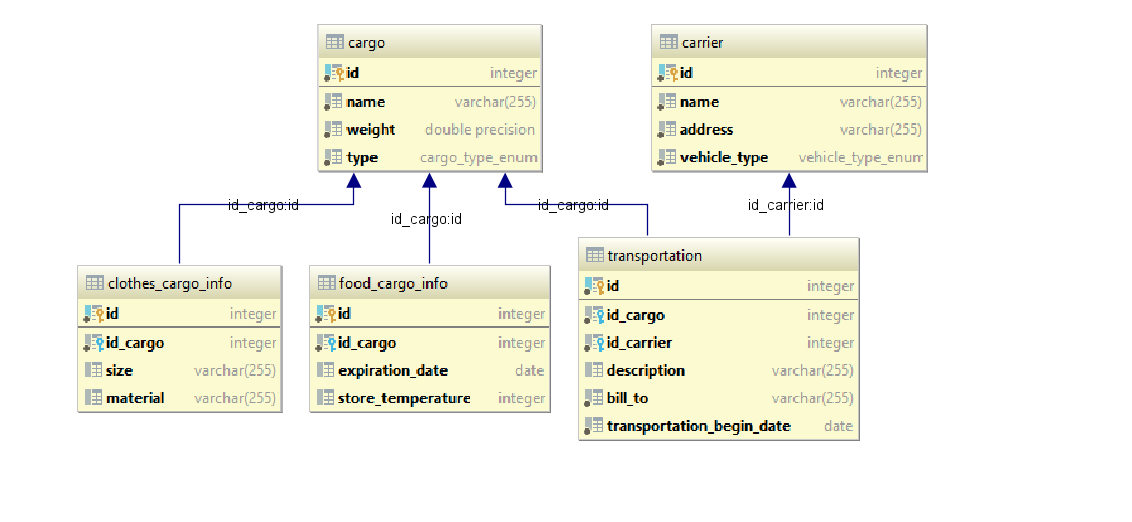 cargo
id integer
name varchar(255)
weight double precision
type cargo_type_enum
carrier
id integer
name varchar(255)
address varchar(255)
vehicle_type vehicle_type_enum
id_cargo:id
id_cargo:id
id_cargo:id
id_carrier:id
clothes_cargo_info
id integer
id_cargo integer
size varchar(255)
material varchar(255)
food_cargo_info
id integer
id_cargo integer
expiration_date date
store_temperature integer
transportation
id integer
id_cargo integer
id_carrier integer
description varchar(255)
bill_to varchar(255)
transportation_begin_date date